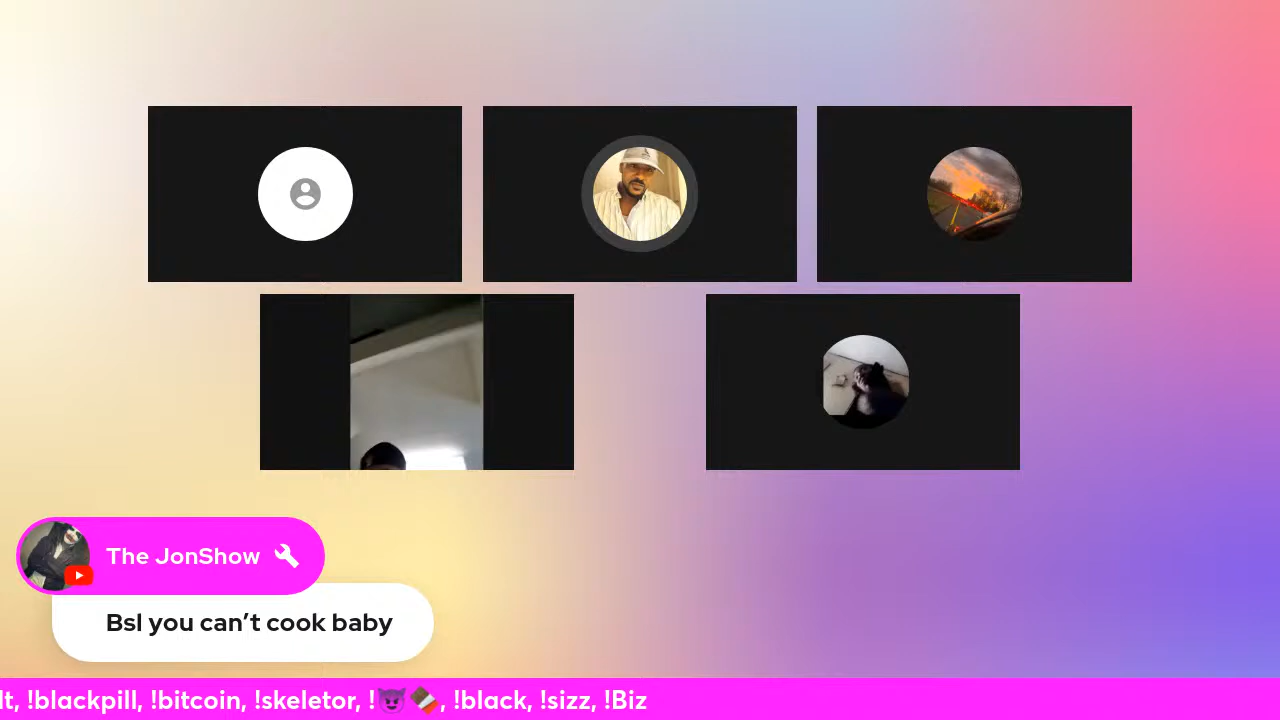 The JonShow
Bsl you can’t cook baby
lt, !blackpill, !bitcoin, !skeletor, !😈🍫, !black, !sizz, !Biz